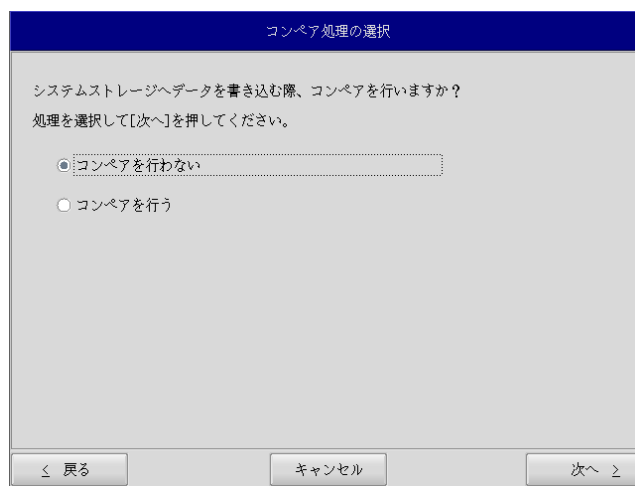 コンペア処理の選択
システムストレージへデータを書き込む際、コンペアを行いますか？
処理を選択して[次へ]を押してください。
コンペアを行わない
コンペアを行う
< 戻る
キャンセル
次へ >